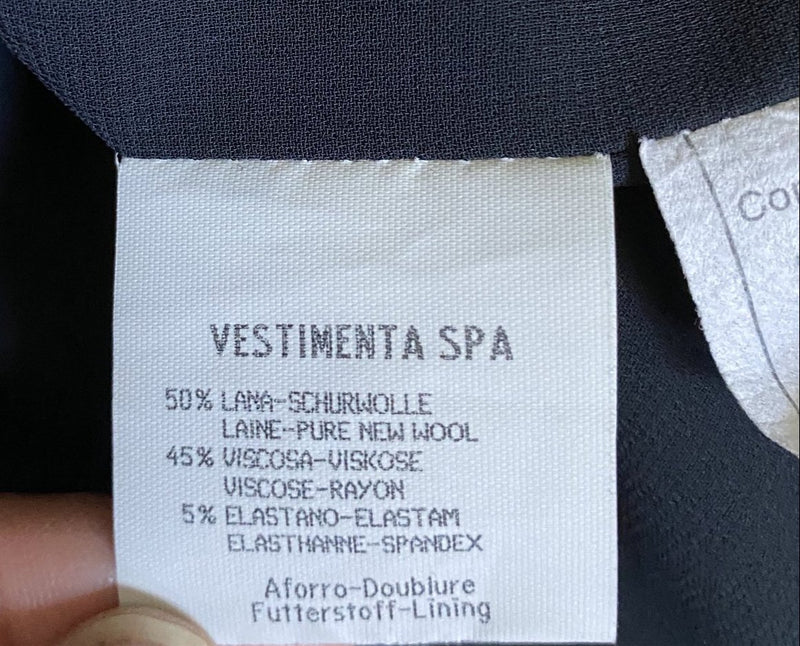 VESTIMENTA SPA
50% LANA-SCHURWOLLE
LAINE-PURE NEW WOOL
45% VISCOSA-VISKOSE
VISCOSE-RAYON
5% ELASTANO-ELASTAM
ELASTHANNE-SPANDEX
Aforro-Doubiure
Futterstoff-Lining